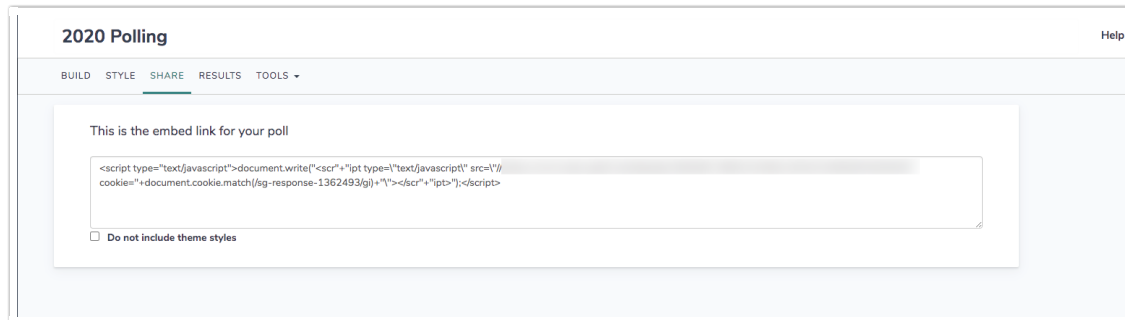 2020 Polling
Help
BUILD STYLE SHARE RESULTS TOOLS
This is the embed link for your poll
<script type="text/javascript">document.write("<scr"+"ipt type=\"text/javascript\" src=\"//
cookie="+document.cookie.match(/sg-response-1362493/gi)+"\"></scr"+"ipt>");</script>
Do not include theme styles